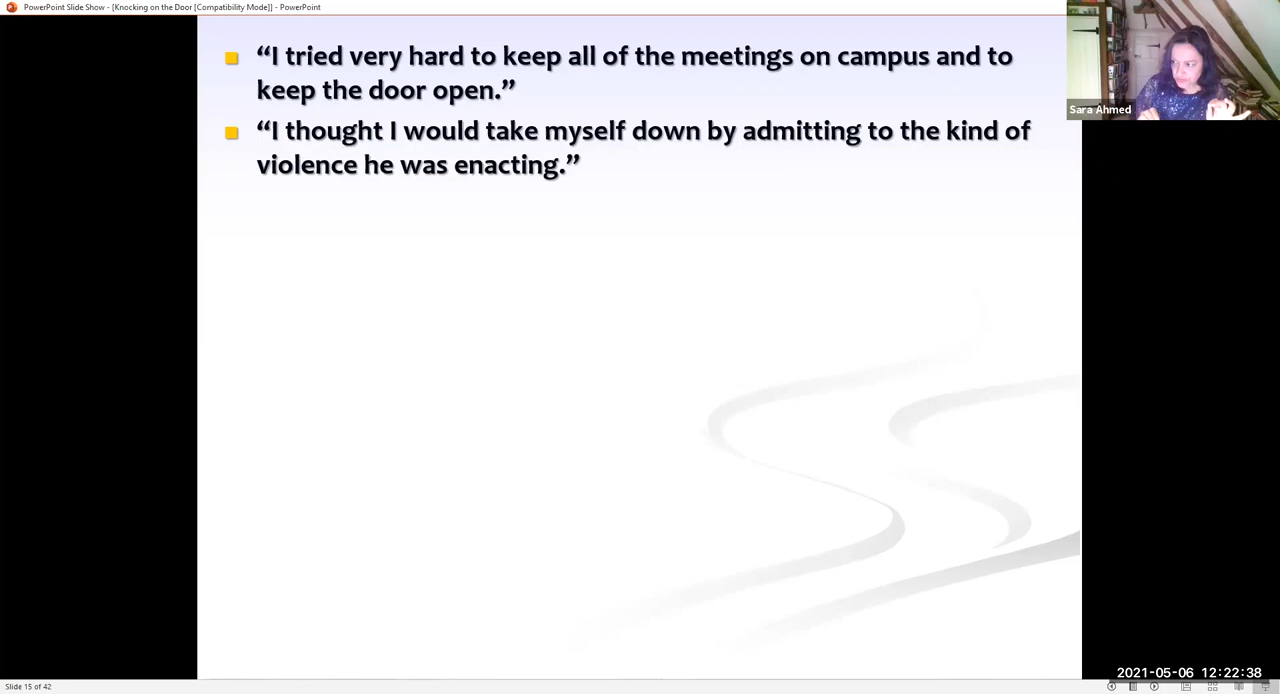 PowerPoint Slide Show - [Knocking on the Door [Compatibility Mode]] - PowerPoint
“I tried very hard to keep all of the meetings on campus and to
keep the door open.”
“I thought I would take myself down by admitting to the kind of
violence he was enacting.”
Sara Ahmed
2021-05-06 12:22:38
Slide 15 of 42